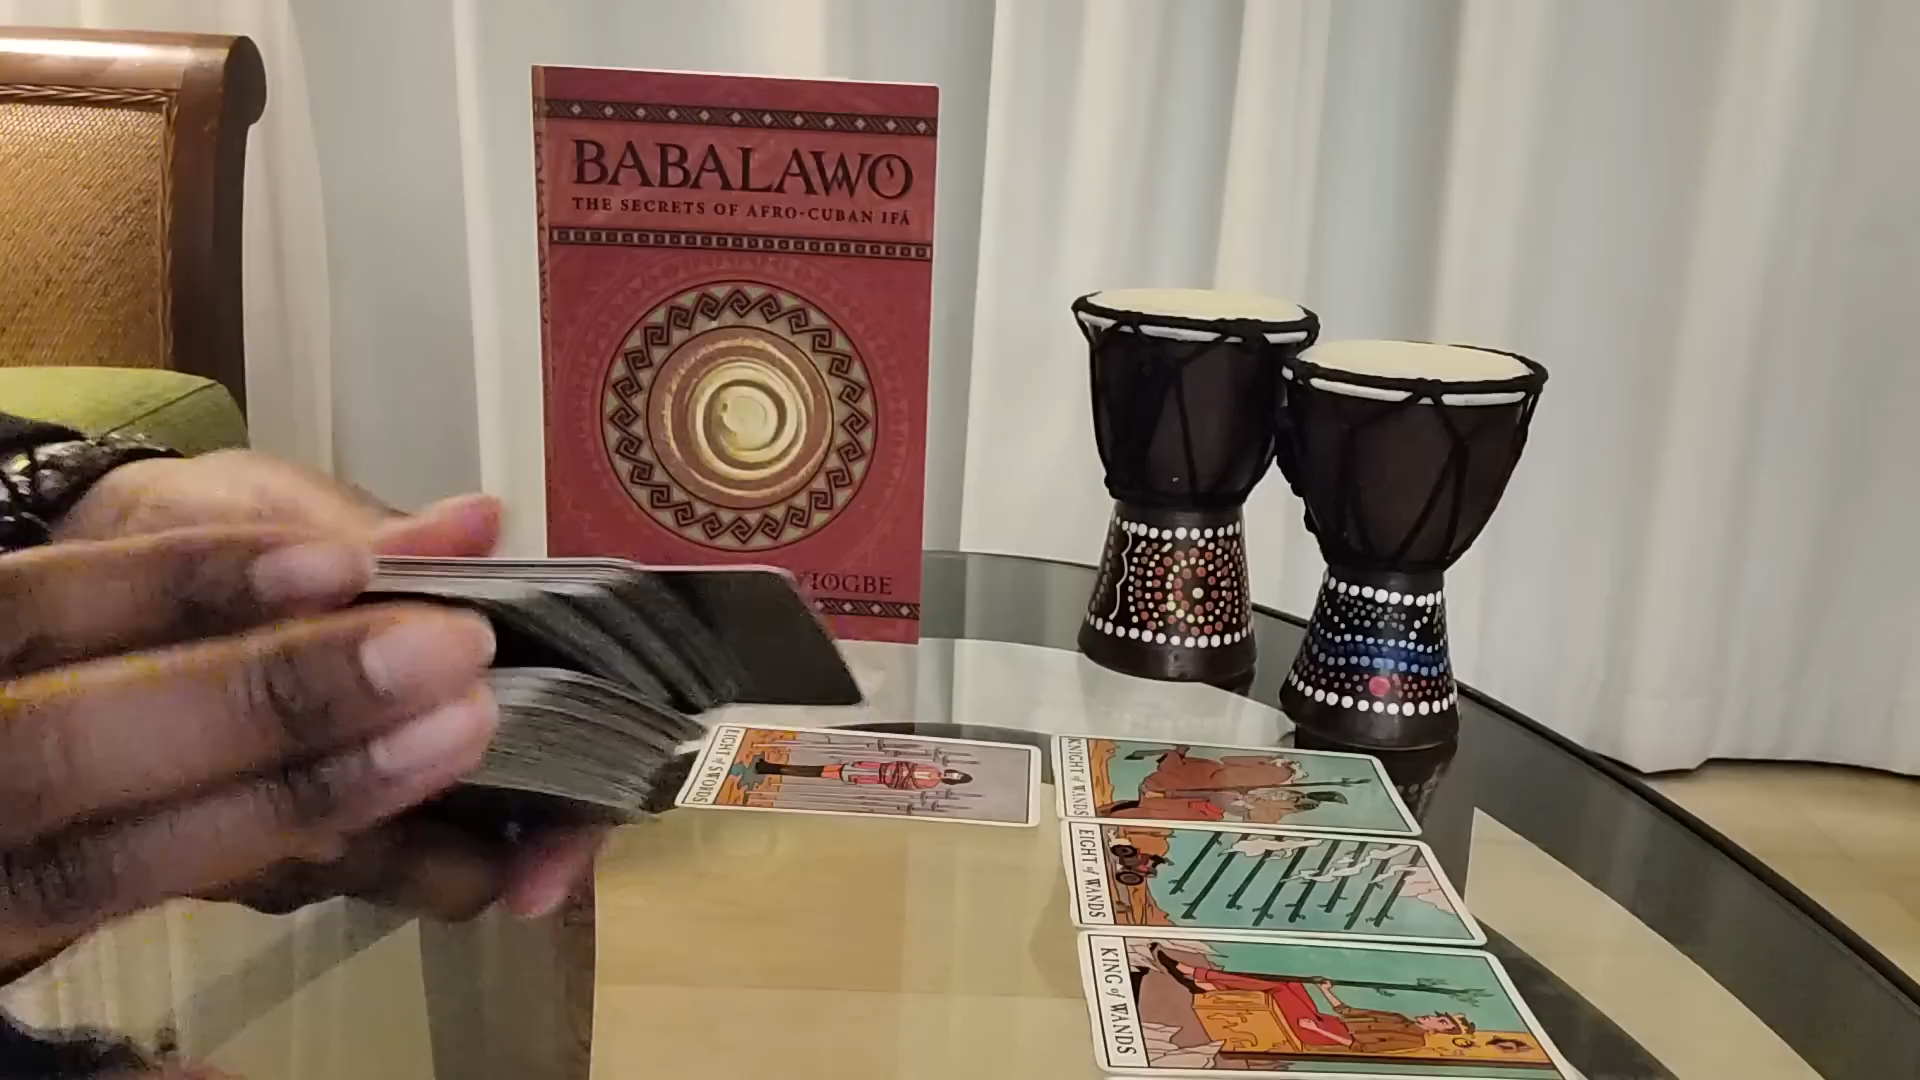 BABALAWO
THE SECRETS OF AFRO-CUBAN IFÁ
EIGHT of SWORDS
KNIGHT of WANDS
EIGHT of WANDS
KING of WANDS